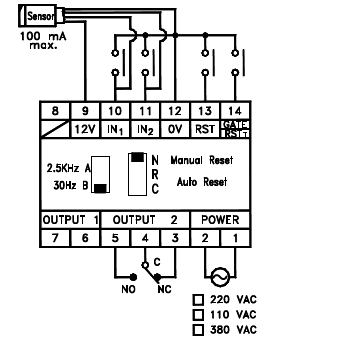 Sensor
100 mA
max.
8 9 10 11 12 13 14
12V IN1 IN2 0V RST GATE
RST T
2.5KHz A
30Hz B
N
R
C
Manual Reset
Auto Reset
OUTPUT 1 OUTPUT 2 POWER
7 6 5 4 3 2 1
C
NO NC
220 VAC
110 VAC
380 VAC